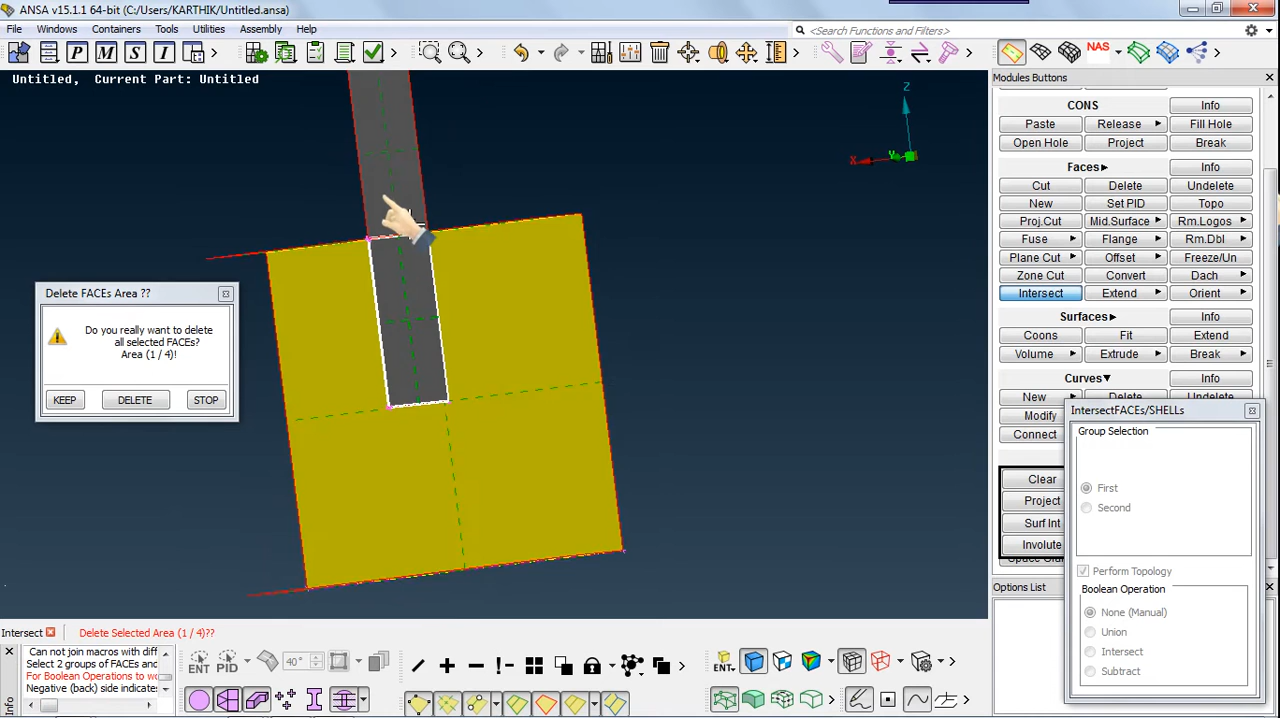 ANSA v15.1.1 64-bit (C:/Users/KARTHIK/Untitled.ansa)
File Windows Containers Tools Utilities Assembly Help
Search Functions and Filters
P M S I
NAS
Untitled, Current Part: Untitled
Z
X
Y
Modules Buttons
CONS Info
Paste Release Fill Hole
Open Hole Project Break
Faces Info
Cut Delete Undelete
New Set PID Topo
Proj.Cut Mid.Surface Rm.Logos
Fuse Flange Rm.Dbl
Plane Cut Offset Freeze/Un
Zone Cut Convert Dach
Intersect Extend Orient
Surfaces Info
Coons Fit Extend
Volume Extrude Break
Curves Info
New Delete Undelete
Modify
Connect
Clear
Project
Surf Int
Involute
Delete FACEs Area ??
Do you really want to delete
all selected FACEs?
Area (1 / 4)!
KEEP DELETE STOP
IntersectFACEs/SHELLs
Group Selection
First
Second
Perform Topology
Boolean Operation
None (Manual)
Union
Intersect
Subtract
Options List
Intersect Delete Selected Area (1 / 4)??
Info
Can not join macros with diff
Select 2 groups of FACEs and
For Boolean Operations to wo
Negative (back) side indicates
ENT PID 40°
ENT